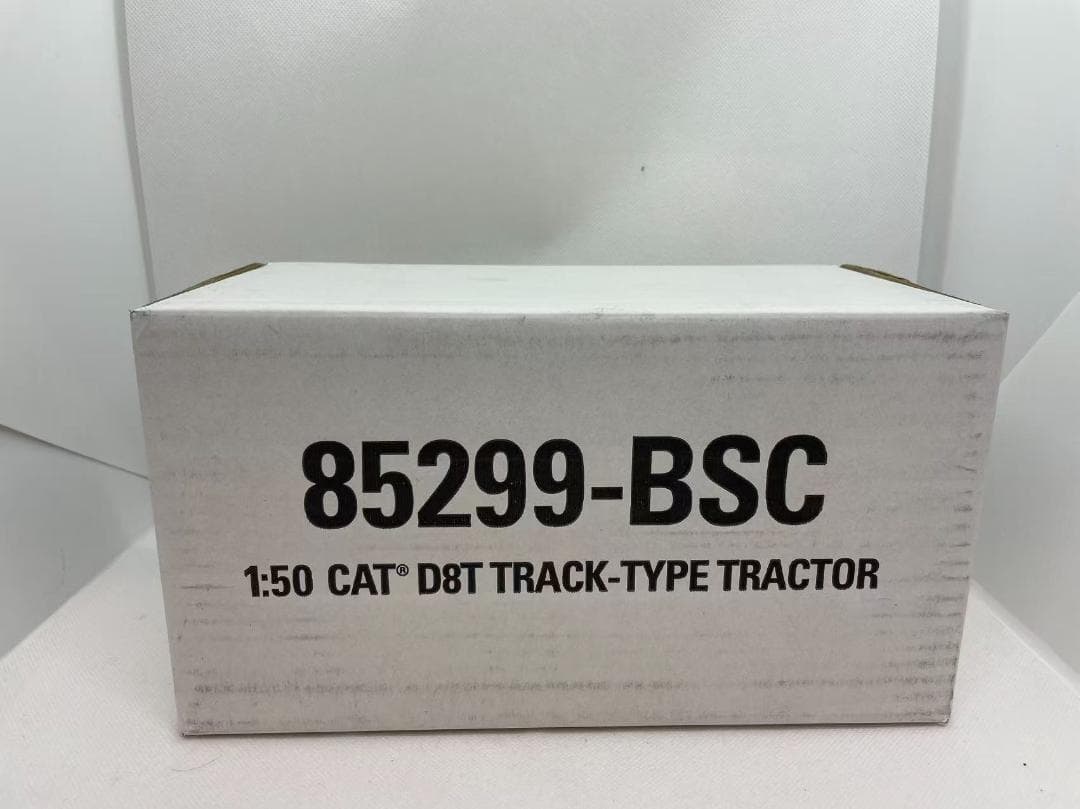 85299-BSC
1:50 CAT® D8T TRACK-TYPE TRACTOR